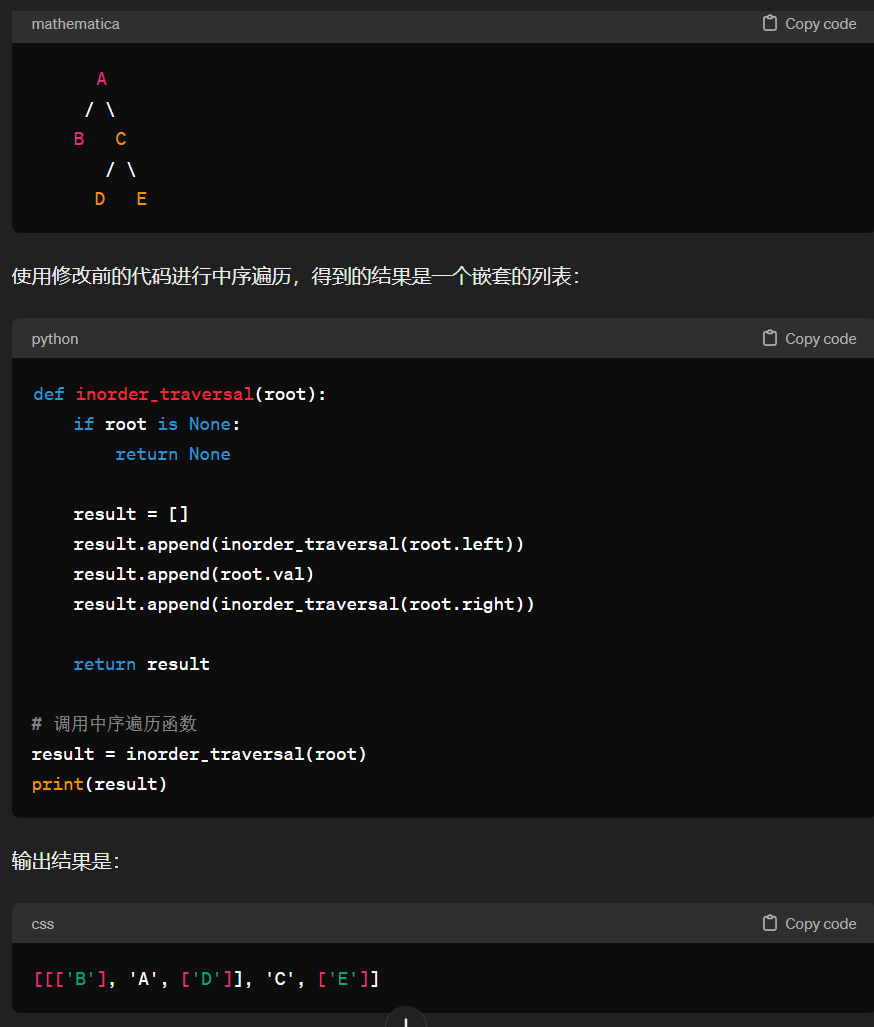 mathematica Copy code
A
/ \
B C
/ \
D E
使用修改前的代码进行中序遍历，得到的结果是一个嵌套的列表：
python Copy code
def inorder_traversal(root):
    if root is None:
        return None
    result = []
    result.append(inorder_traversal(root.left))
    result.append(root.val)
    result.append(inorder_traversal(root.right))
    return result
# 调用中序遍历函数
result = inorder_traversal(root)
print(result)
输出结果是：
css Copy code
[[['B'], 'A', ['D']], 'C', ['E']]